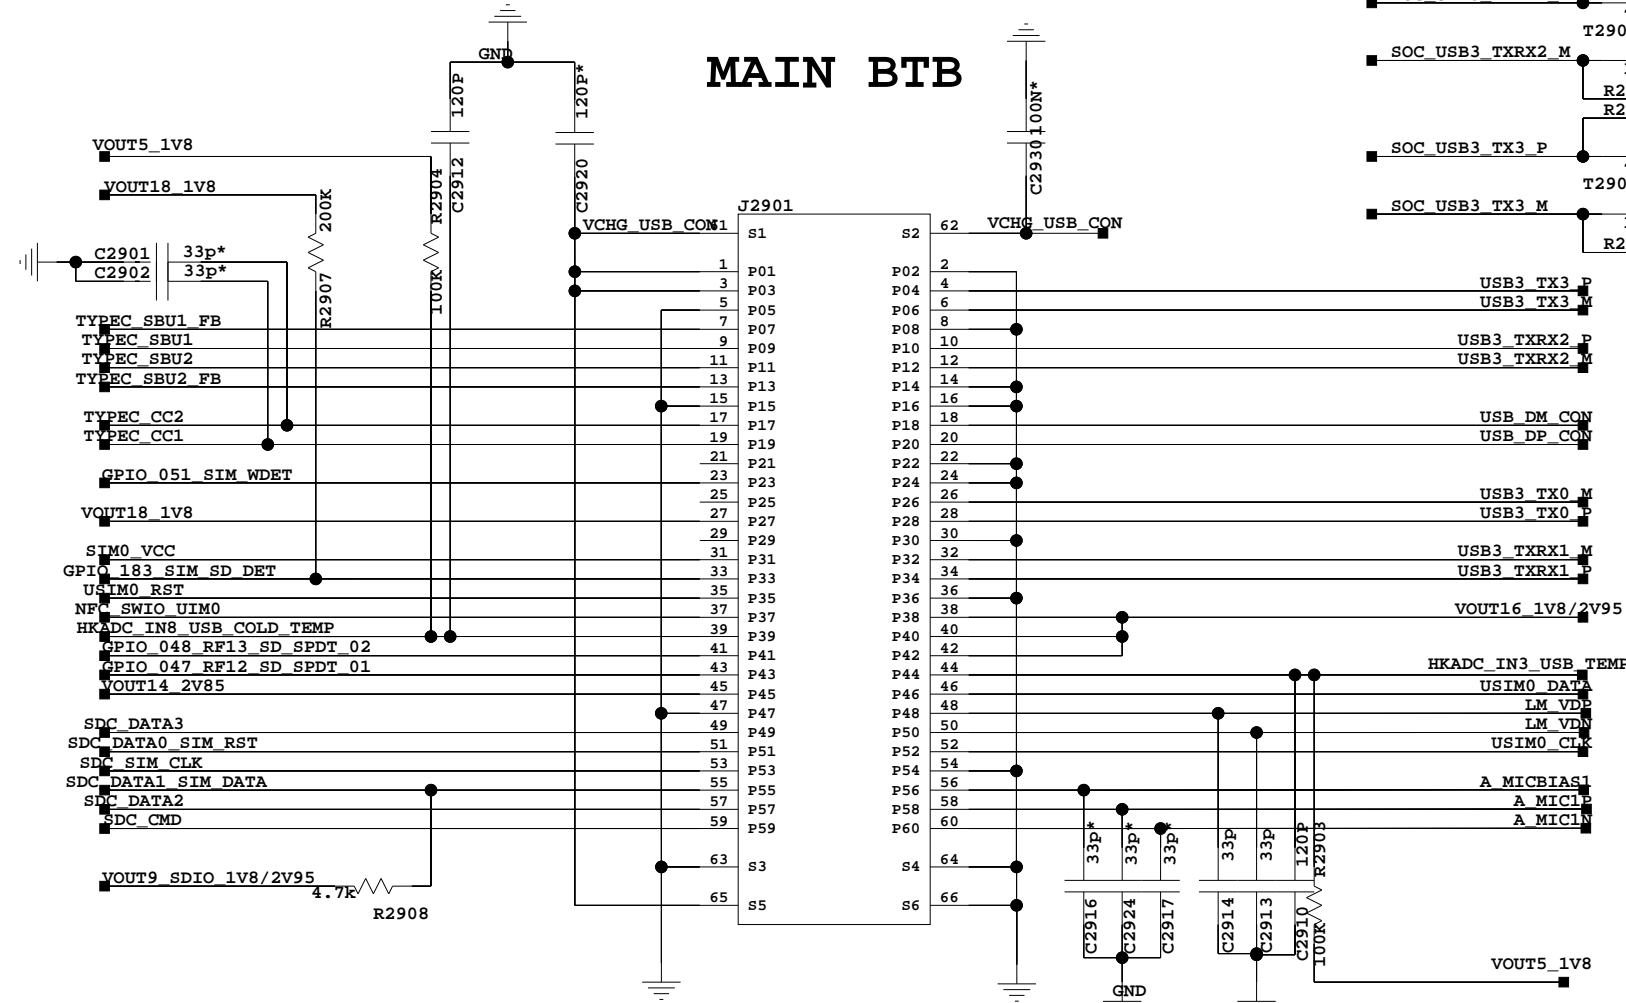 MAIN BTB
GND
120P
120P*
C2912
C2920
100N*
C2930
VOUT5_1V8
VOUT18_1V8
200K
R2907
R2904
100K
C2901 33p*
C2902 33p*
J2901
VCHG_USB_CON 61 S1
S2 62 VCHG_USB_CON
1 P01 P02 2
3 P03 P04 4 USB3_TX3_P
5 P05 P06 6 USB3_TX3_M
TYPEC_SBU1_FB 7 P07 P08 8
TYPEC_SBU1 9 P09 P10 10 USB3_TXRX2_P
TYPEC_SBU2 11 P11 P12 12 USB3_TXRX2_M
TYPEC_SBU2_FB 13 P13 P14 14
15 P15 P16 16
TYPEC_CC2 17 P17 P18 18 USB_DM_CON
TYPEC_CC1 19 P19 P20 20 USB_DP_CON
21 P21 P22 22
GPIO_051_SIM_WDET 23 P23 P24 24
25 P25 P26 26 USB3_TX0_M
VOUT18_1V8 27 P27 P28 28 USB3_TX0_P
29 P29 P30 30
SIM0_VCC 31 P31 P32 32 USB3_TXRX1_M
GPIO_183_SIM_SD_DET 33 P33 P34 34 USB3_TXRX1_P
USIM0_RST 35 P35 P36 36
NFC_SWIO_UIM0 37 P37 P38 38 VOUT16_1V8/2V95
HKADC_IN8_USB_COLD_TEMP 39 P39 P40 40
GPIO_048_RF13_SD_SPDT_02 41 P41 P42 42
GPIO_047_RF12_SD_SPDT_01 43 P43 P44 44 HKADC_IN3_USB_TEMP
VOUT14_2V85 45 P45 P46 46 USIM0_DATA
47 P47 P48 48 LM_VDP
SDC_DATA3 49 P49 P50 50 LM_VDN
SDC_DATA0_SIM_RST 51 P51 P52 52 USIM0_CLK
SDC_SIM_CLK 53 P53 P54 54
SDC_DATA1_SIM_DATA 55 P55 P56 56 A_MICBIAS1
SDC_DATA2 57 P57 P58 58 A_MIC1P
SDC_CMD 59 P59 P60 60 A_MIC1N
63 S3 S4 64
65 S5 S6 66
VOUT9_SDIO_1V8/2V95 4.7k
R2908
33p*
33p*
33p*
33p
33p
120P
R2903
C2916
C2924
C2917
C2914
C2913
C2910
100K
GND
VOUT5_1V8
T290
SOC_USB3_TXRX2_M
R2
R2
SOC_USB3_TX3_P
T290
SOC_USB3_TX3_M
R2